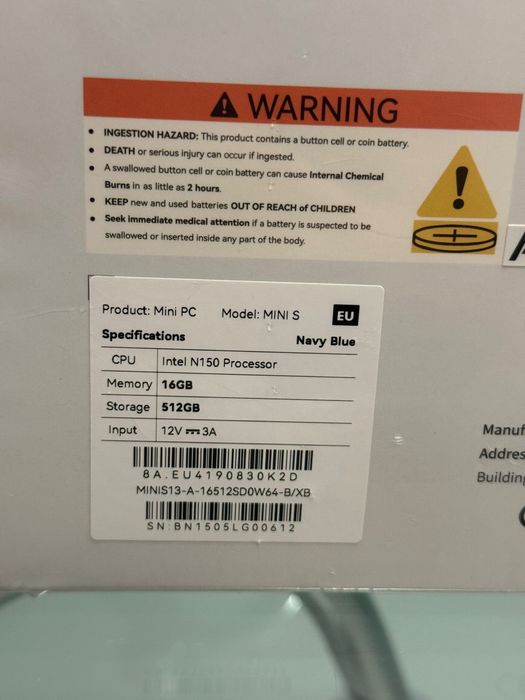 WARNING
• INGESTION HAZARD: This product contains a button cell or coin battery.
• DEATH or serious injury can occur if ingested.
• A swallowed button cell or coin battery can cause Internal Chemical
Burns in as little as 2 hours.
• KEEP new and used batteries OUT OF REACH of CHILDREN
• Seek immediate medical attention if a battery is suspected to be
swallowed or inserted inside any part of the body.
Product: Mini PC Model: MINI S EU
Specifications Navy Blue
CPU Intel N150 Processor
Memory 16GB
Storage 512GB
Input 12V 3A
8A.EU4190830K2D
MINIS13-A-16512SD0W64-B/XB
SN:BN1505LG00612
Manuf
Addres
Building